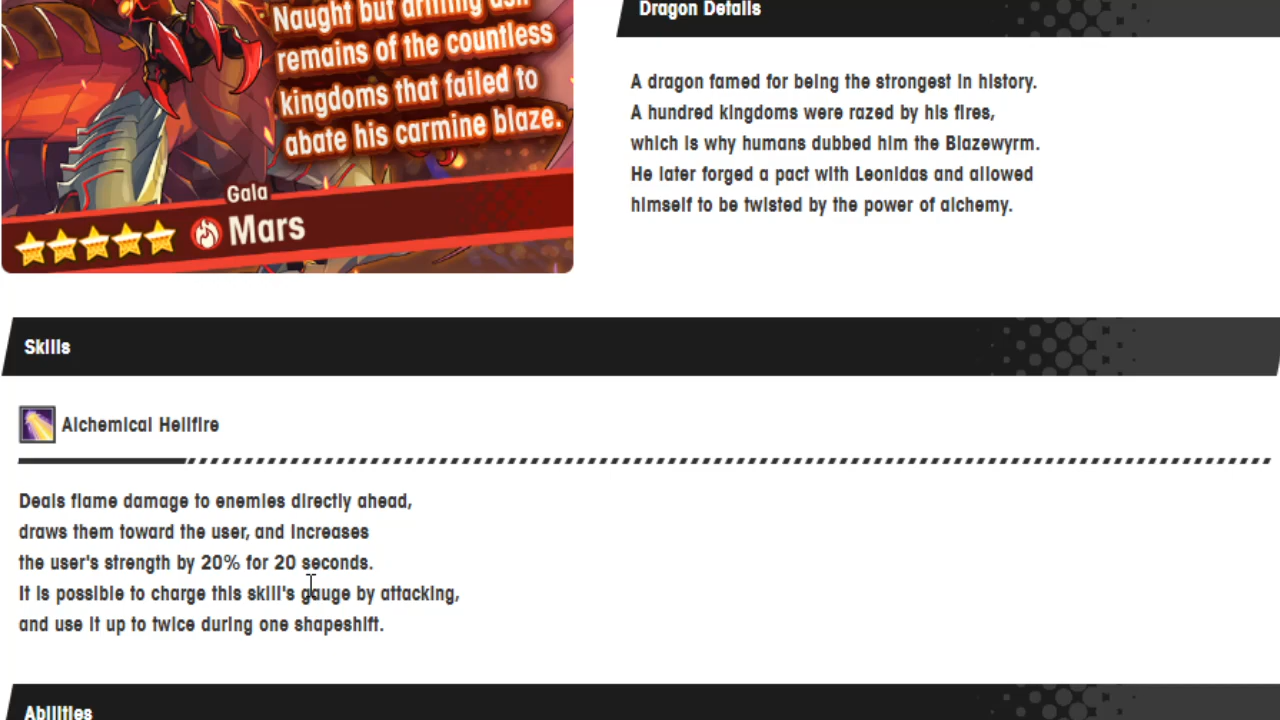 Naught but drifting ash
remains of the countless
kingdoms that failed to
abate his carmine blaze.
Gala
Mars
Dragon Details
A dragon famed for being the strongest in history.
A hundred kingdoms were razed by his fires,
which is why humans dubbed him the Blazewyrm.
He later forged a pact with Leonidas and allowed
himself to be twisted by the power of alchemy.
Skills
Alchemical Hellfire
Deals flame damage to enemies directly ahead,
draws them toward the user, and increases
the user's strength by 20% for 20 seconds.
It is possible to charge this skill's gauge by attacking,
and use it up to twice during one shapeshift.
Abilities